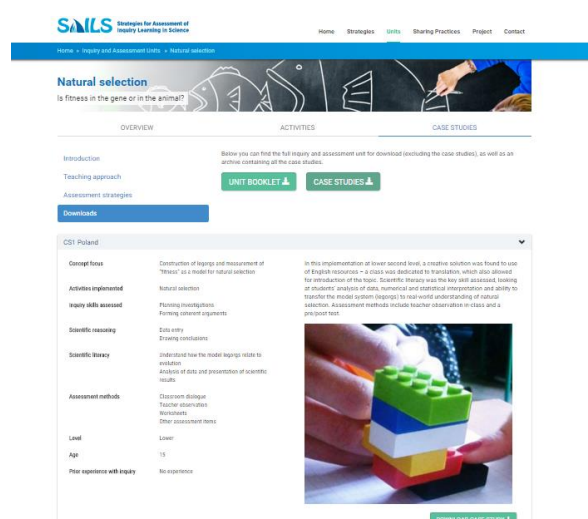 SAILS Strategies for Assessment of
Inquiry Learning in Science
Home Strategies Units Sharing Practices Project Contact
Home » Inquiry and Assessment Units » Natural selection
Natural selection
Is fitness in the gene or in the animal?
OVERVIEW ACTIVITIES CASE STUDIES
Introduction
Teaching approach
Assessment strategies
Downloads
Below you can find the full inquiry and assessment unit for download (excluding the case studies), as well as an
archive containing all the case studies.
UNIT BOOKLET CASE STUDIES
CS1 Poland
Concept focus Construction of legorgs and measurement of
"fitness" as a model for natural selection
Activities implemented Natural selection
Inquiry skills assessed Planning investigations
Forming coherent arguments
Scientific reasoning Data entry
Drawing conclusions
Scientific literacy Understand how the model legorgs relate to
evolution
Analysis of data and presentation of scientific
results
Assessment methods Classroom dialogue
Teacher observation
Worksheets
Other assessment items
Level Lower
Age 15
Prior experience with inquiry No experience
In this implementation at lower second level, a creative solution was found to use
of English resources – a class was dedicated to translation, which also allowed
for introduction of the topic. Scientific literacy was the key skill assessed, looking
at students' analysis of data, numerical and statistical interpretation and ability to
transfer the model system (legorgs) to real-world understanding of natural
selection. Assessment methods include teacher observation in class and a
pre/post test.